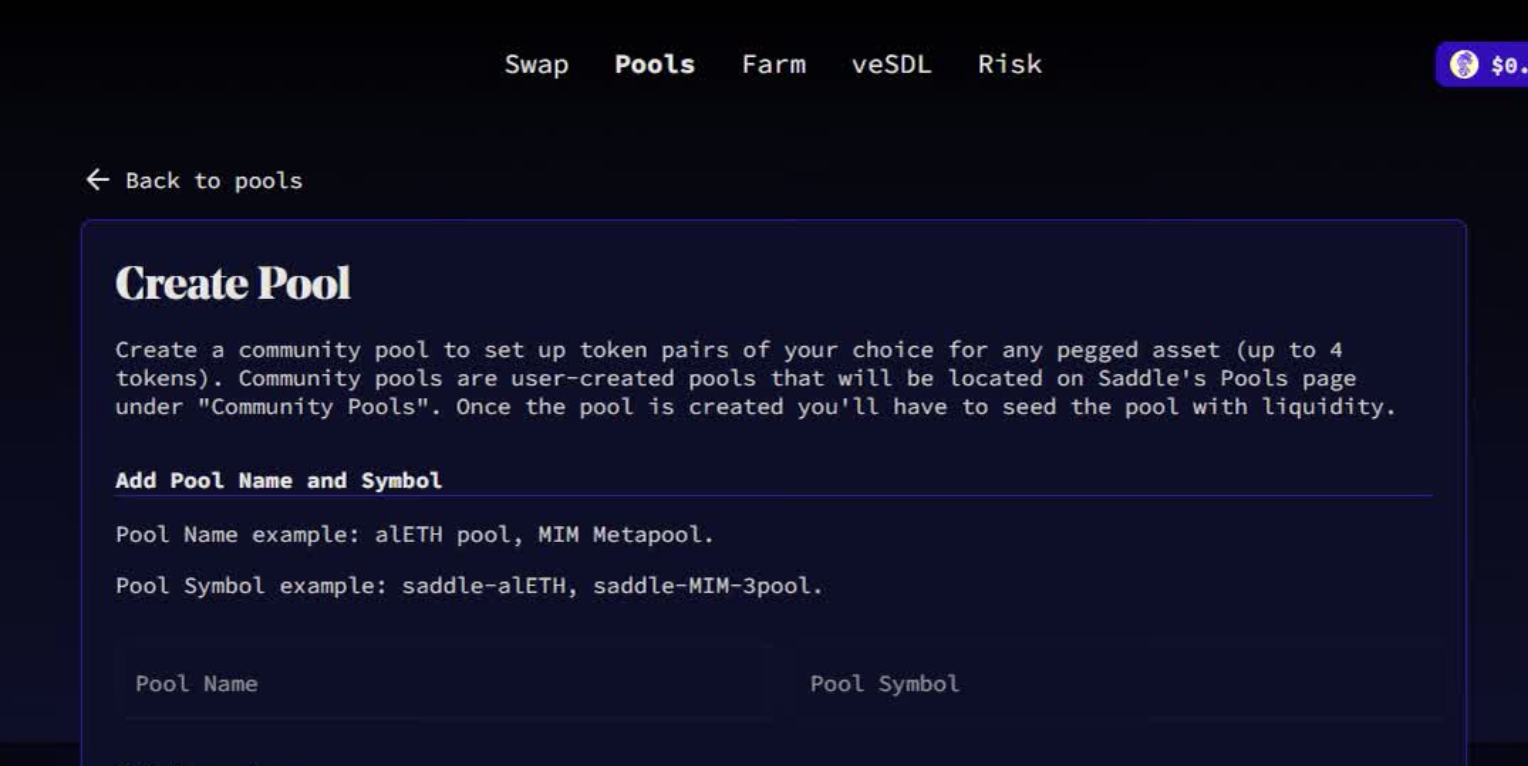 Swap Pools Farm veSDL Risk $0.
← Back to pools
Create Pool
Create a community pool to set up token pairs of your choice for any pegged asset (up to 4
tokens). Community pools are user-created pools that will be located on Saddle's Pools page
under "Community Pools". Once the pool is created you'll have to seed the pool with liquidity.
Add Pool Name and Symbol
Pool Name example: alETH pool, MIM Metapool.
Pool Symbol example: saddle-alETH, saddle-MIM-3pool.
Pool Name Pool Symbol